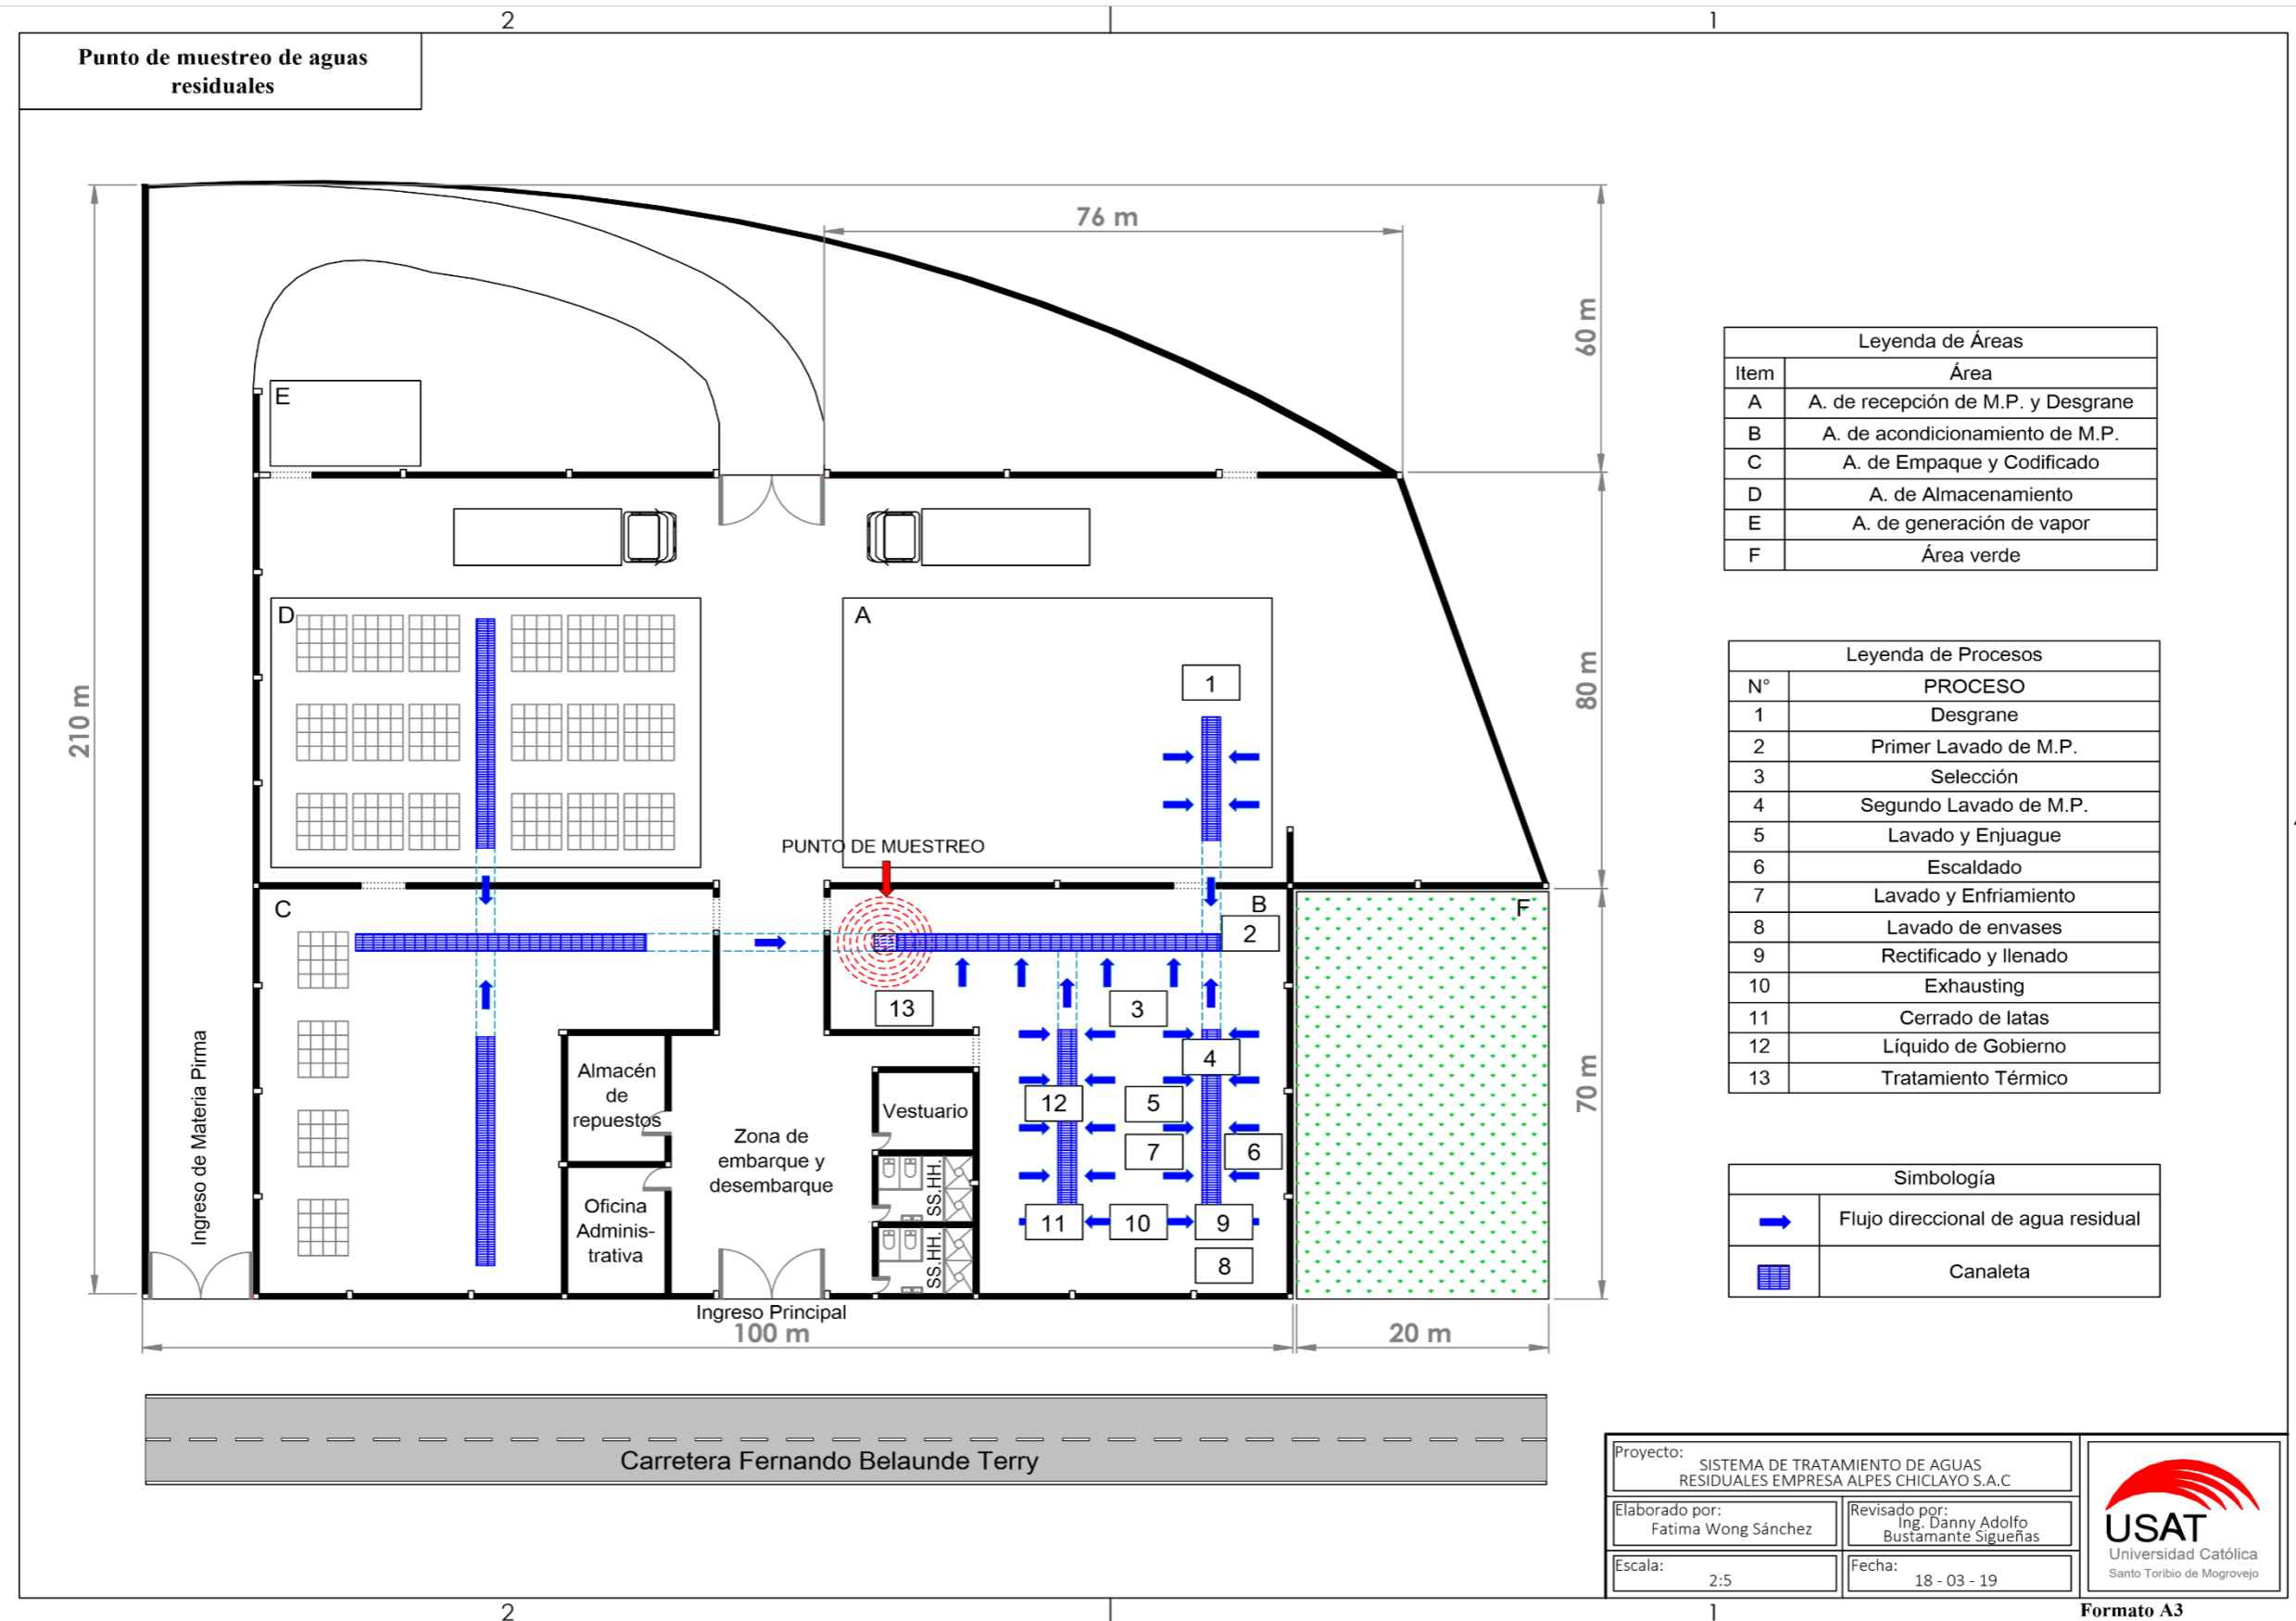 2
1
Punto de muestreo de aguas
residuales
76 m
60 m
80 m
70 m
210 m
E
D
A
1
PUNTO DE MUESTREO
C
B
F
2
13
3
4
12
5
7
6
11
10
9
8
Almacén
de
repuestos
Oficina
Adminis-
trativa
Zona de
embarque y
desembarque
Vestuario
SS.HH.
SS.HH.
Ingreso de Materia Pirma
Ingreso Principal
100 m
20 m
Carretera Fernando Belaunde Terry
Leyenda de Áreas
Item Área
A A. de recepción de M.P. y Desgrane
B A. de acondicionamiento de M.P.
C A. de Empaque y Codificado
D A. de Almacenamiento
E A. de generación de vapor
F Área verde
Leyenda de Procesos
N° PROCESO
1 Desgrane
2 Primer Lavado de M.P.
3 Selección
4 Segundo Lavado de M.P.
5 Lavado y Enjuague
6 Escaldado
7 Lavado y Enfriamiento
8 Lavado de envases
9 Rectificado y llenado
10 Exhausting
11 Cerrado de latas
12 Líquido de Gobierno
13 Tratamiento Térmico
Simbología
Flujo direccional de agua residual
Canaleta
Proyecto:
SISTEMA DE TRATAMIENTO DE AGUAS
RESIDUALES EMPRESA ALPES CHICLAYO S.A.C
Elaborado por:
Fatima Wong Sánchez
Revisado por:
Ing. Danny Adolfo
Bustamante Sigueñas
Escala:
2:5
Fecha:
18 - 03 - 19
USAT
Universidad Católica
Santo Toribio de Mogrovejo
2
1
Formato A3